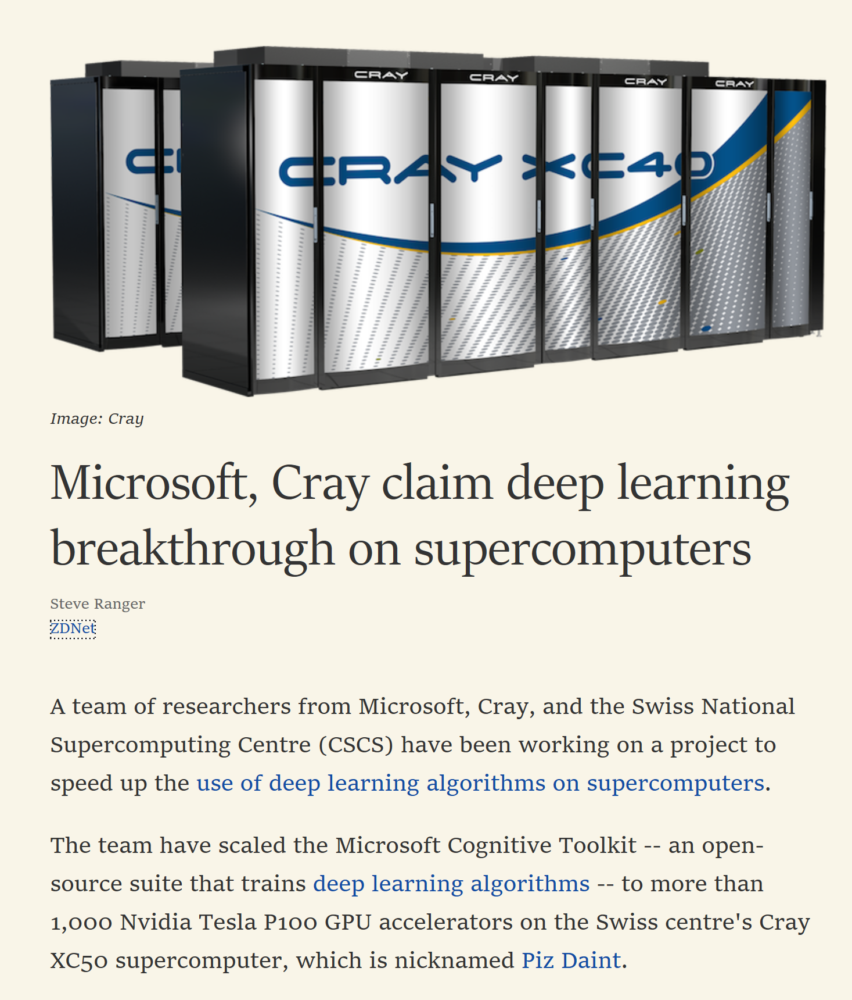 CRAY
CRAY
CRAY
CRAY
CRAY XC40
Image: Cray
Microsoft, Cray claim deep learning
breakthrough on supercomputers
Steve Ranger
ZDNet
A team of researchers from Microsoft, Cray, and the Swiss National
Supercomputing Centre (CSCS) have been working on a project to
speed up the use of deep learning algorithms on supercomputers.
The team have scaled the Microsoft Cognitive Toolkit -- an open-
source suite that trains deep learning algorithms -- to more than
1,000 Nvidia Tesla P100 GPU accelerators on the Swiss centre's Cray
XC50 supercomputer, which is nicknamed Piz Daint.